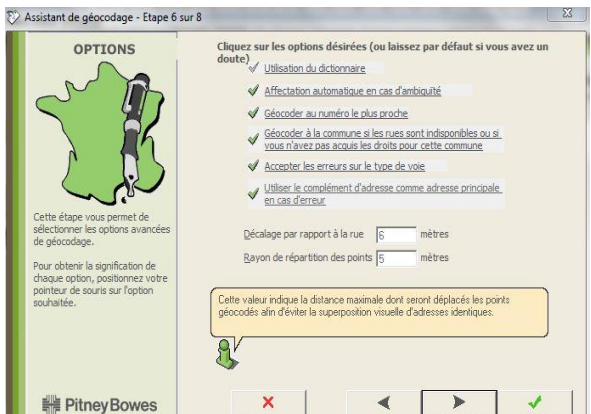 Assistant de géocodage - Etape 6 sur 8
OPTIONS
Cette étape vous permet de
sélectionner les options avancées
de géocodage.
Pour obtenir la signification de
chaque option, positionnez votre
pointeur de souris sur l'option
souhaitée.
Pitney Bowes
Cliquez sur les options désirées (ou laissez par défaut si vous avez un
doute)
Utilisation du dictionnaire
Affectation automatique en cas d'ambiguïté
Géocoder au numéro le plus proche
Géocoder à la commune si les rues sont indisponibles ou si
vous n'avez pas acquis les droits pour cette commune
Accepter les erreurs sur le type de voie
Utiliser le complément d'adresse comme adresse principale
en cas d'erreur
Décalage par rapport à la rue 6 mètres
Rayon de répartition des points 5 mètres
Cette valeur indique la distance maximale dont seront déplacés les points
géocodés afin d'éviter la superposition visuelle d'adresses identiques.